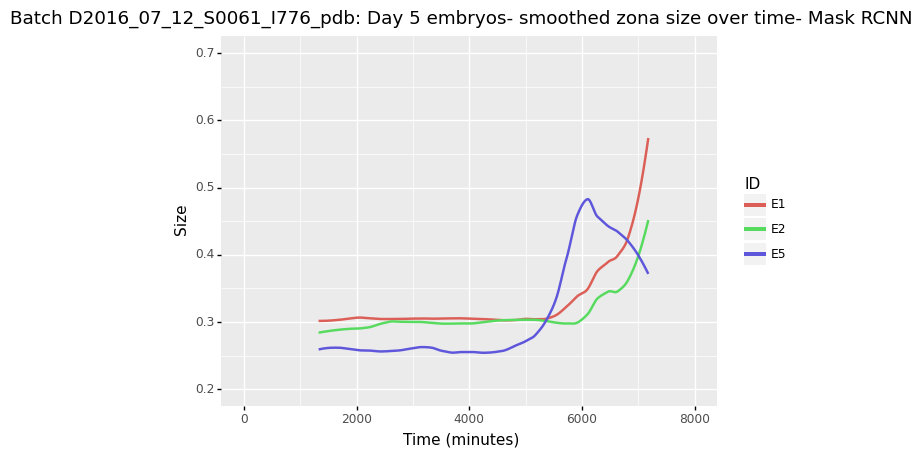 Batch D2016_07_12_S0061_I776_pdb: Day 5 embryos- smoothed zona size over time- Mask RCNN
0.7
0.6
0.5
0.4
0.3
0.2
Size
0 2000 4000 6000 8000
Time (minutes)
ID
E1
E2
E5